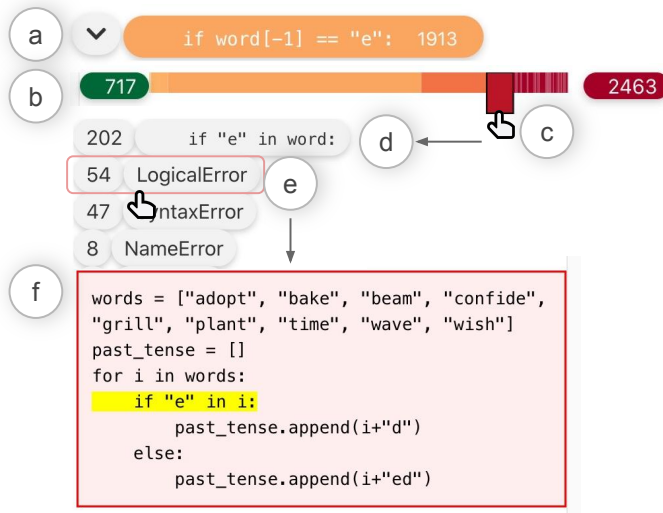 a
if word[-1] == "e": 1913
b
717
2463
c
202 if "e" in word:
d
54 LogicalError
e
47 yntaxError
8 NameError
f
words = ["adopt", "bake", "beam", "confide",
"grill", "plant", "time", "wave", "wish"]
past_tense = []
for i in words:
    if "e" in i:
        past_tense.append(i+"d")
    else:
        past_tense.append(i+"ed")